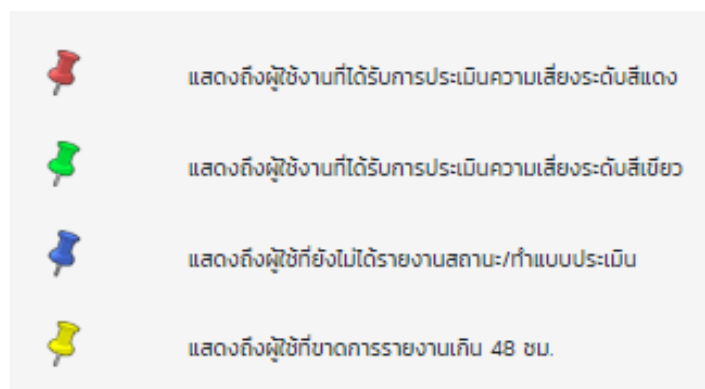 แสดงถึงผู้ใช้งานที่ได้รับการประเมินความเสี่ยงระดับสีแดง
แสดงถึงผู้ใช้งานที่ได้รับการประเมินความเสี่ยงระดับสีเขียว
แสดงถึงผู้ใช้ที่ยังไม่ได้รายงานสถานะ/ทำแบบประเมิน
แสดงถึงผู้ใช้ที่ขาดการรายงานเกิน 48 ชม.